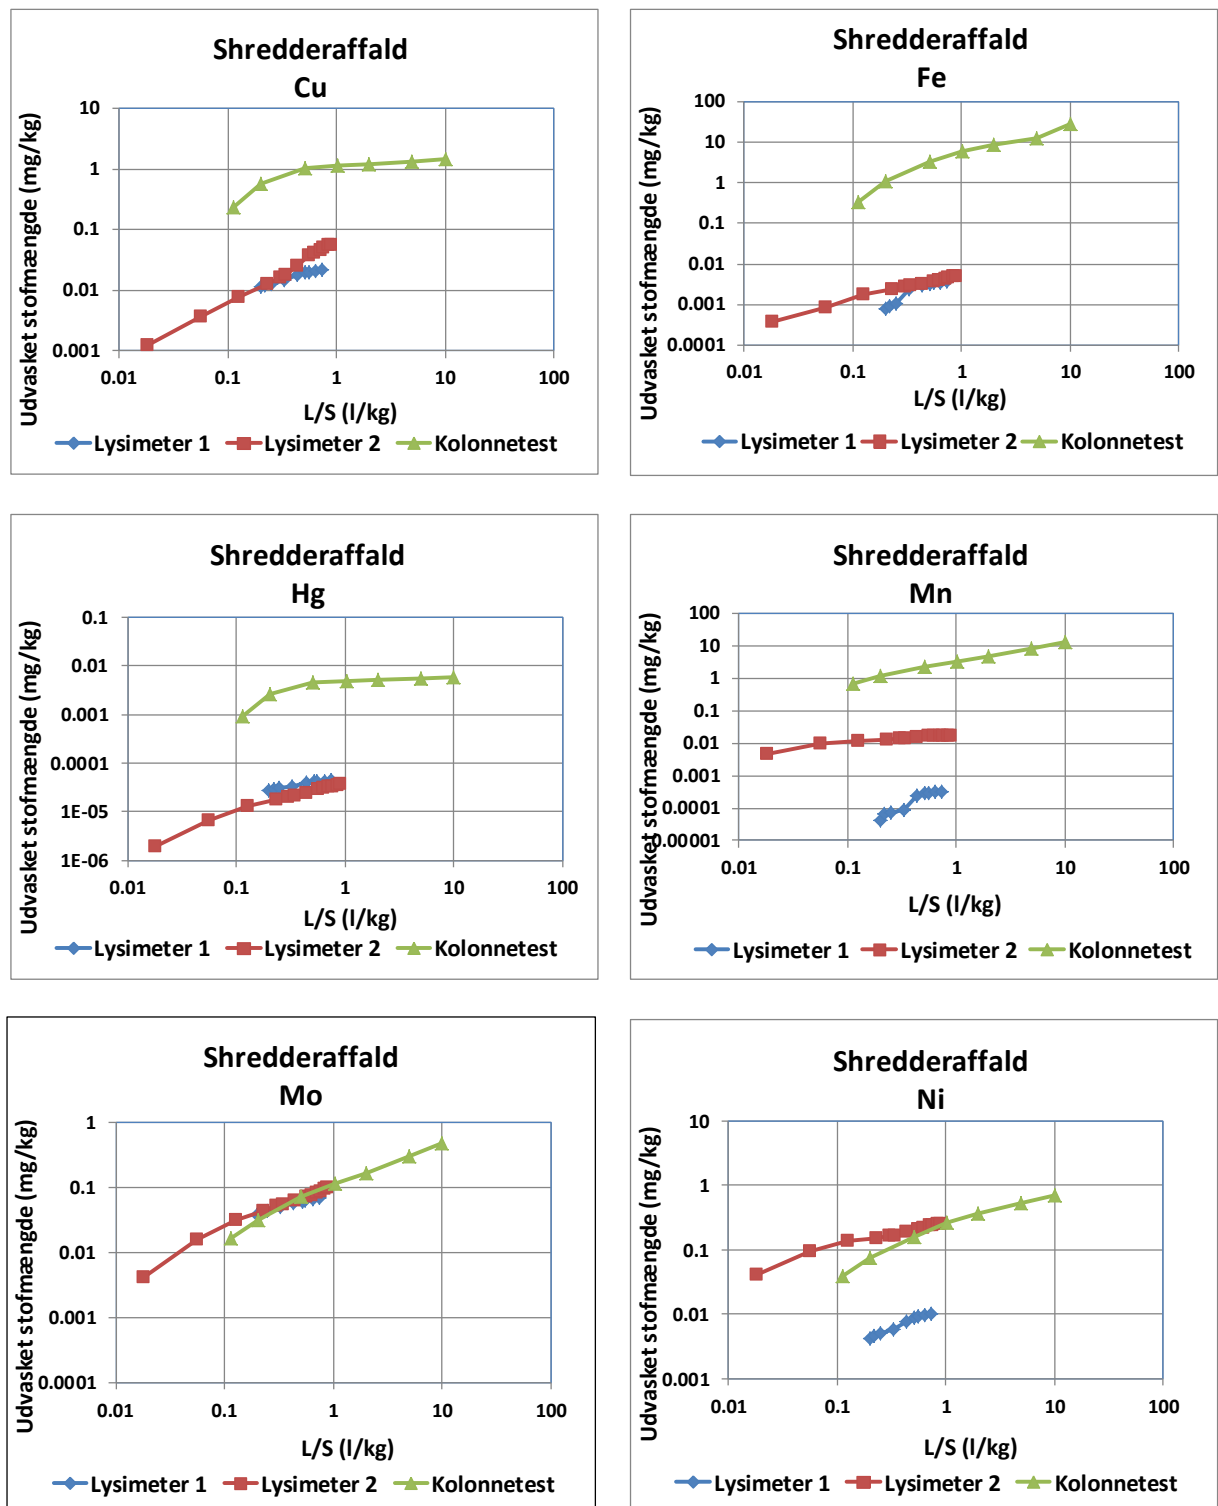 Shredderaffald
Cu
Udvasket stofmængde (mg/kg)
10
1
0.1
0.01
0.001
0.01 0.1 1 10 100
L/S (l/kg)
Lysimeter 1 Lysimeter 2 Kolonnetest
Shredderaffald
Fe
Udvasket stofmængde (mg/kg)
100
10
1
0.1
0.01
0.001
0.0001
0.01 0.1 1 10 100
L/S (l/kg)
Lysimeter 1 Lysimeter 2 Kolonnetest
Shredderaffald
Hg
Udvasket stofmængde (mg/kg)
0.1
0.01
0.001
0.0001
1E-05
1E-06
0.01 0.1 1 10 100
L/S (l/kg)
Lysimeter 1 Lysimeter 2 Kolonnetest
Shredderaffald
Mn
Udvasket stofmængde (mg/kg)
100
10
1
0.1
0.01
0.001
0.0001
0.00001
0.01 0.1 1 10 100
L/S (l/kg)
Lysimeter 1 Lysimeter 2 Kolonnetest
Shredderaffald
Mo
Udvasket stofmængde (mg/kg)
1
0.1
0.01
0.001
0.0001
0.01 0.1 1 10 100
L/S (l/kg)
Lysimeter 1 Lysimeter 2 Kolonnetest
Shredderaffald
Ni
Udvasket stofmængde (mg/kg)
10
1
0.1
0.01
0.001
0.01 0.1 1 10 100
L/S (l/kg)
Lysimeter 1 Lysimeter 2 Kolonnetest